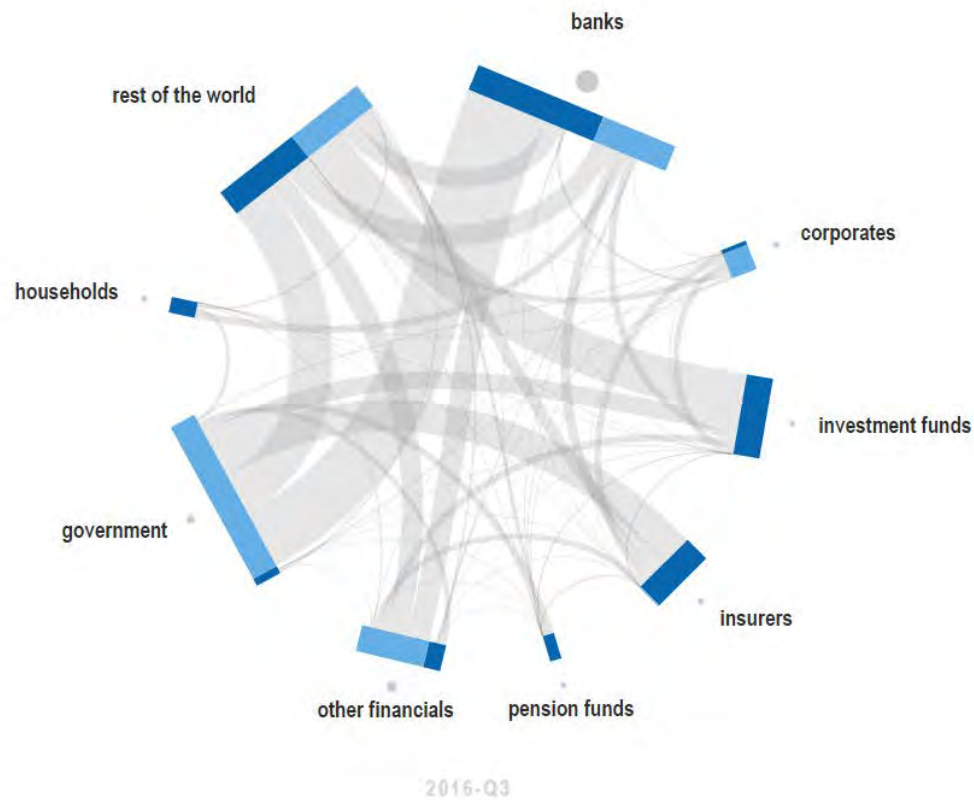 banks
rest of the world
corporates
households
investment funds
government
insurers
other financials
pension funds
2016-Q3